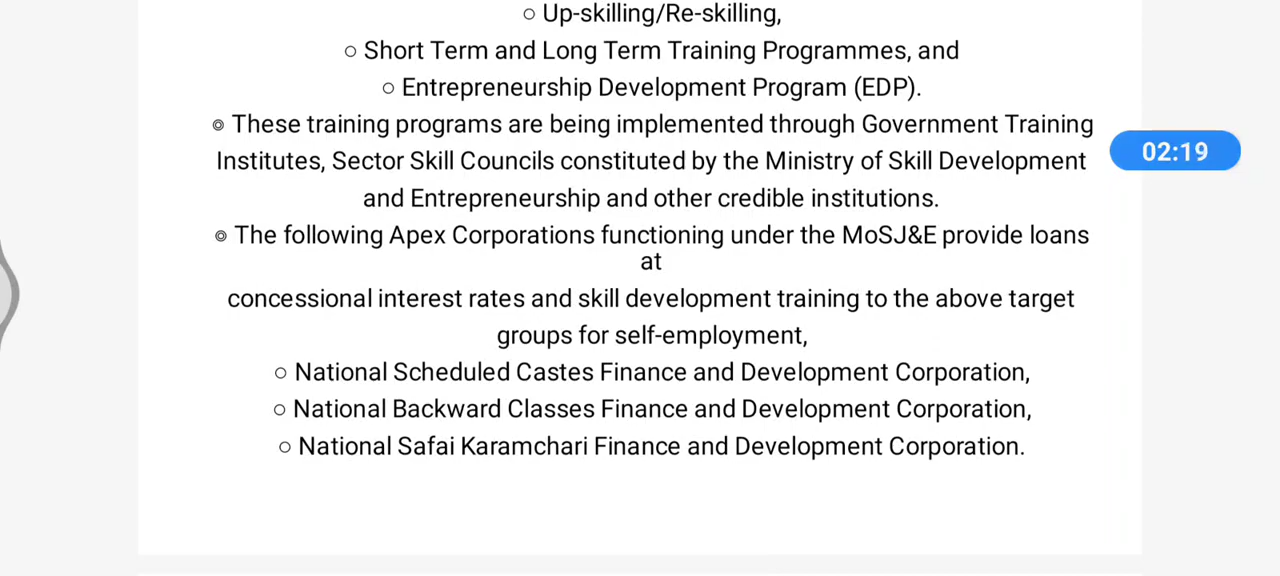 ○ Up-skilling/Re-skilling,
○ Short Term and Long Term Training Programmes, and
○ Entrepreneurship Development Program (EDP).
◎ These training programs are being implemented through Government Training
Institutes, Sector Skill Councils constituted by the Ministry of Skill Development
and Entrepreneurship and other credible institutions.
02:19
◎ The following Apex Corporations functioning under the MoSJ&E provide loans
at
concessional interest rates and skill development training to the above target
groups for self-employment,
○ National Scheduled Castes Finance and Development Corporation,
○ National Backward Classes Finance and Development Corporation,
○ National Safai Karamchari Finance and Development Corporation.